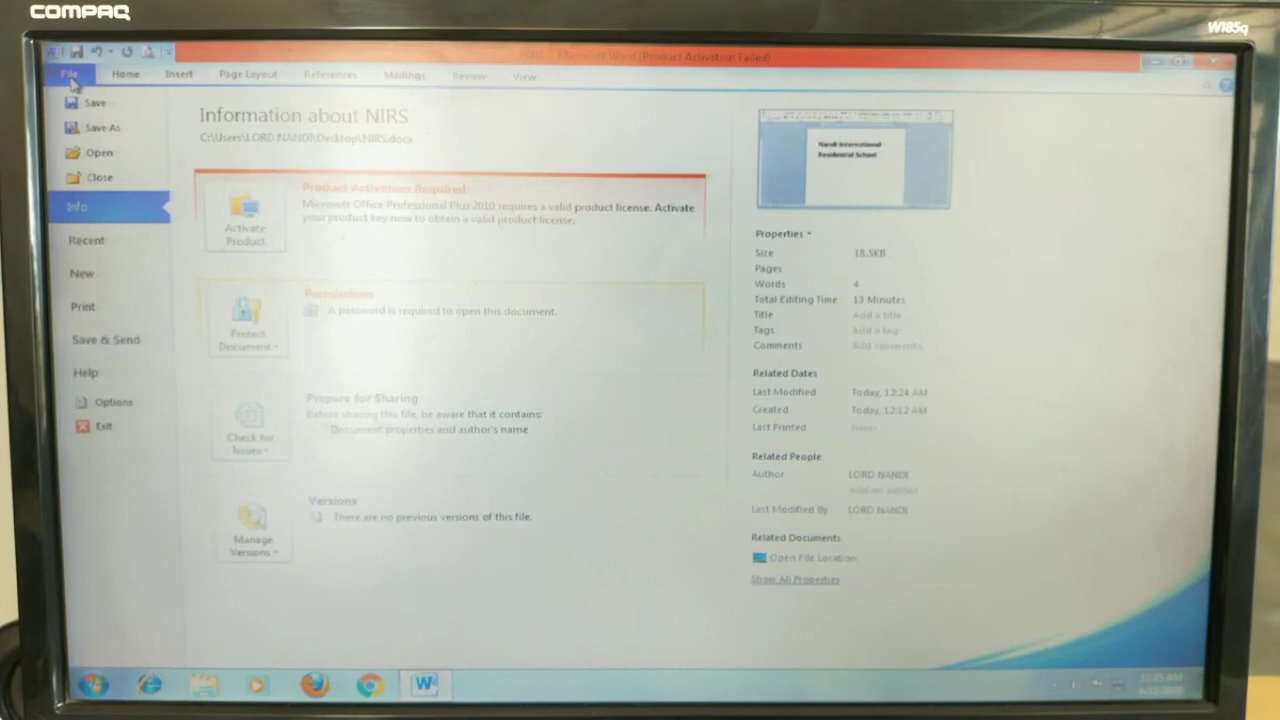 COMPAQ
W185q
NIRS - Microsoft Word (Product Activation Failed)
File Home Insert Page Layout References Mailings Review View
Save
Save As
Open
Close
Info
Recent
New
Print
Save & Send
Help
Options
Exit
Information about NIRS
C:\Users\LORD NANDI\Desktop\NIRS.docx
Activate
Product
Product Activation Required
Microsoft Office Professional Plus 2010 requires a valid product license. Activate
your product key now to obtain a valid product license.
Protect
Document
Permissions
A password is required to open this document.
Check for
Issues
Prepare for Sharing
Before sharing this file, be aware that it contains:
Document properties and author's name
Manage
Versions
Versions
There are no previous versions of this file.
Nandi International
Residential School
Properties
Size 18.5KB
Pages
Words 4
Total Editing Time 13 Minutes
Title Add a title
Tags Add a tag
Comments Add comments
Related Dates
Last Modified Today, 12:24 AM
Created Today, 12:12 AM
Last Printed Never
Related People
Author LORD NANDI
Add an author
Last Modified By LORD NANDI
Related Documents
Open File Location
Show All Properties
W
12:25 AM